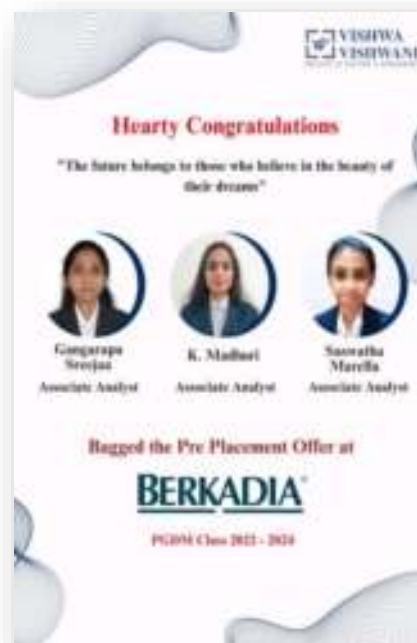 VISHWA
VISHWANI
Hearty Congratulations
"The future belongs to those who believe in the beauty of
their dreams"
Gangarapu
Sreejaa
Associate Analyst
K. Madhuri
Associate Analyst
Saswatha
Marella
Associate Analyst
Bagged the Pre Placement Offer at
BERKADIA
PGDM Class 2022 - 2024